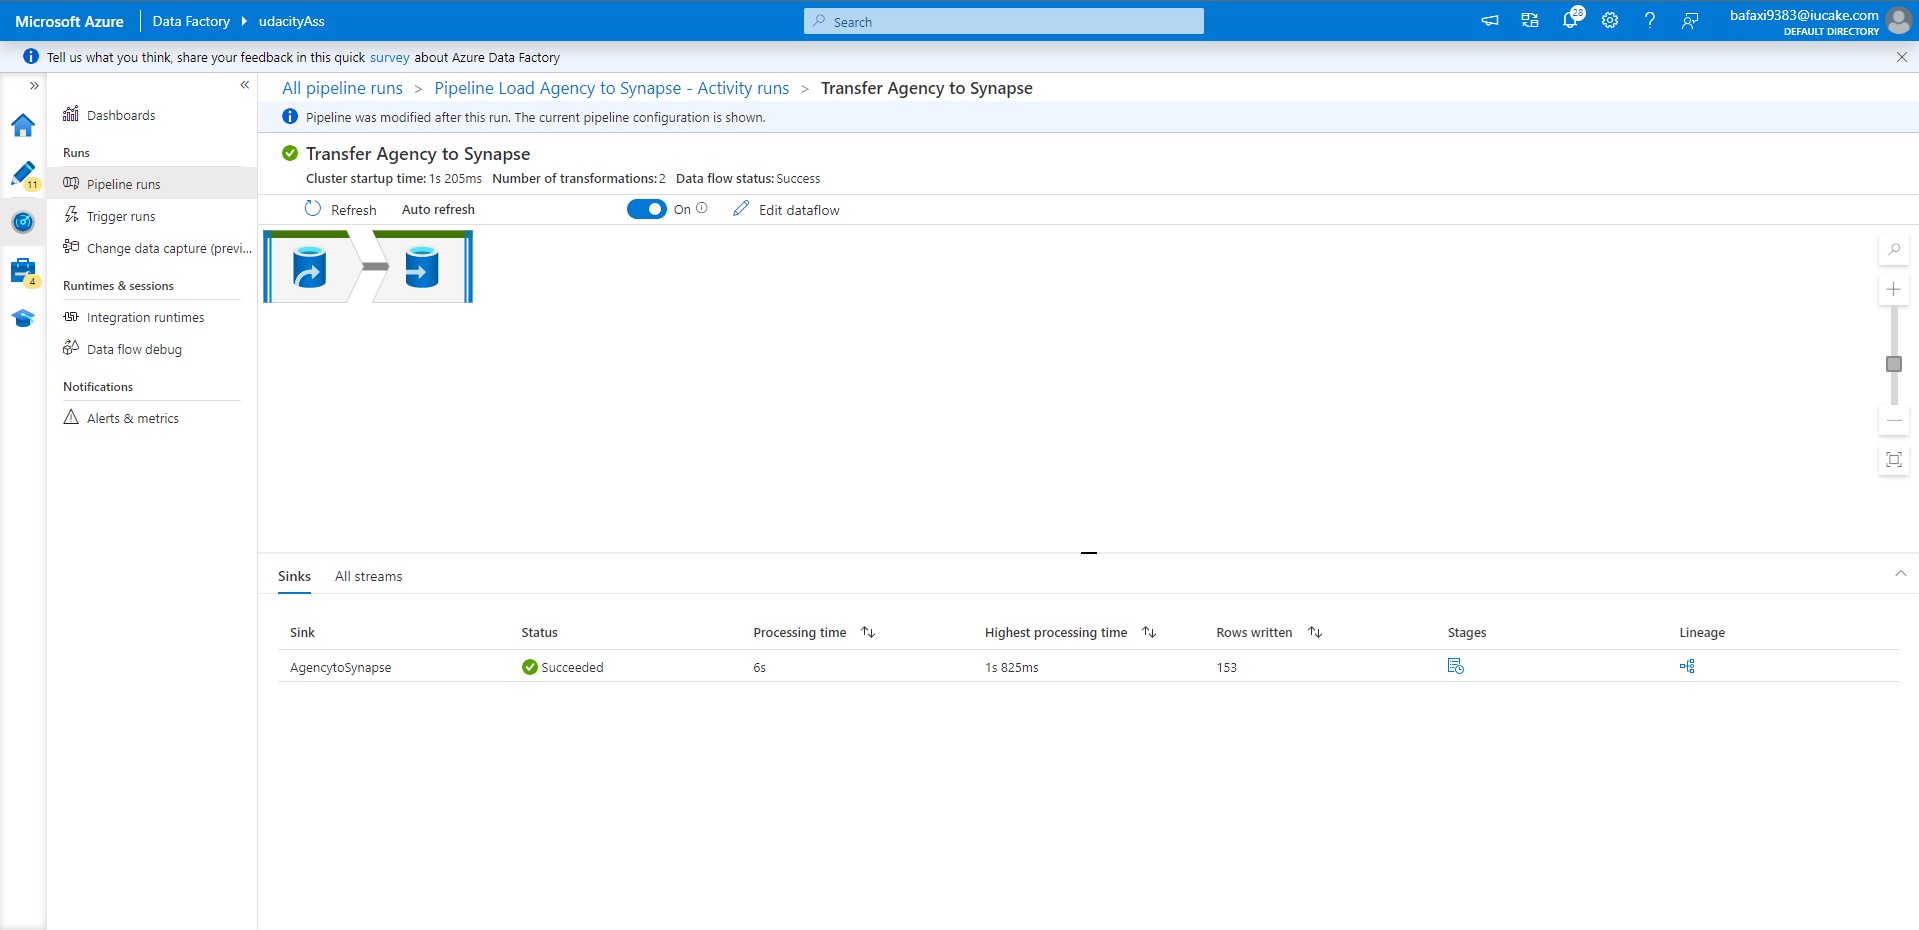 Microsoft Azure
Data Factory
udacityAss
Search
28
bafaxi9383@iucake.com
DEFAULT DIRECTORY
Tell us what you think, share your feedback in this quick survey about Azure Data Factory
11
4
Dashboards
Runs
Pipeline runs
Trigger runs
Change data capture (previ...
Runtimes & sessions
Integration runtimes
Data flow debug
Notifications
Alerts & metrics
All pipeline runs > Pipeline Load Agency to Synapse - Activity runs > Transfer Agency to Synapse
Pipeline was modified after this run. The current pipeline configuration is shown.
Transfer Agency to Synapse
Cluster startup time: 1s 205ms Number of transformations: 2 Data flow status: Success
Refresh Auto refresh On Edit dataflow
Sinks All streams
Sink Status Processing time Highest processing time Rows written Stages Lineage
AgencytoSynapse Succeeded 6s 1s 825ms 153